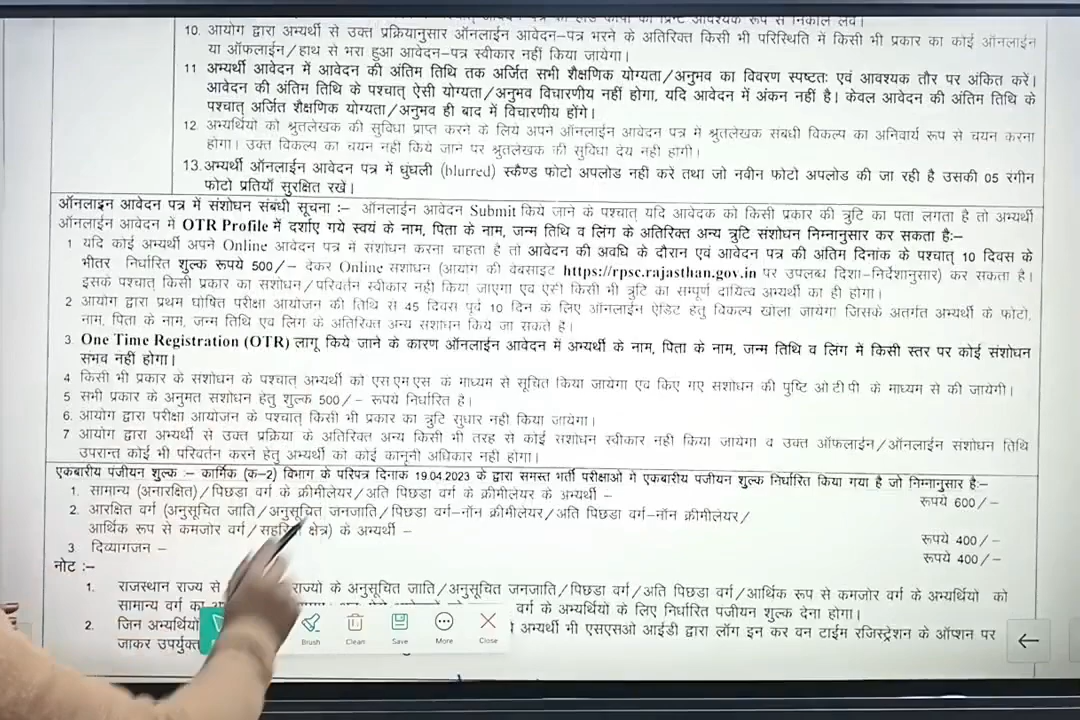 10. आयोग द्वारा अभ्यर्थी से उक्त प्रक्रियानुसार ऑनलाईन आवेदन–पत्र भरने के अतिरिक्त किसी भी परिस्थिति में किसी भी प्रकार का कोई ऑनलाईन
या ऑफलाईन/हाथ से भरा हुआ आवेदन–पत्र स्वीकार नहीं किया जायेगा।
11 अभ्यर्थी आवेदन में आवेदन की अंतिम तिथि तक अर्जित सभी शैक्षणिक योग्यता/अनुभव का विवरण स्पष्टतः एवं आवश्यक तौर पर अंकित करें।
आवेदन की अंतिम तिथि के पश्चात् ऐसी योग्यता/अनुभव विचारणीय नहीं होगा, यदि आवेदन में अंकन नहीं है। केवल आवेदन की अंतिम तिथि के
पश्चात् अर्जित शैक्षणिक योग्यता/अनुभव ही बाद में विचारणीय होंगे।
12 अभ्यर्थियों को श्रुतलेखक की सुविधा प्राप्त करने के लिये अपने ऑनलाईन आवेदन पत्र में श्रुतलेखक संबंधी विकल्प का अनिवार्य रूप से चयन करना
होगा। उक्त विकल्प का चयन नहीं किये जाने पर श्रुतलेखक की सुविधा देय नहीं होगी।
13. अभ्यर्थी ऑनलाईन आवेदन पत्र में धुंघली (blurred) स्कैण्ड फोटो अपलोड नहीं करें तथा जो नवीन फोटो अपलोड की जा रही है उसकी 05 रंगीन
फोटो प्रतियाँ सुरक्षित रखें।
ऑनलाइन आवेदन पत्र में संशोधन संबंधी सूचना :– ऑनलाईन आवेदन Submit किये जाने के पश्चात् यदि आवेदक को किसी प्रकार की त्रुटि का पता लगता है तो अभ्यर्थी
ऑनलाईन आवेदन में OTR Profile में दर्शाए गये स्वयं के नाम, पिता के नाम, जन्म तिथि व लिंग के अतिरिक्त अन्य त्रुटि संशोधन निम्नानुसार कर सकता है:–
1 यदि कोई अभ्यर्थी अपने Online आवेदन पत्र में संशोधन करना चाहता है तो आवेदन की अवधि के दौरान एवं आवेदन पत्र की अंतिम दिनांक के पश्चात् 10 दिवस के
भीतर निर्धारित शुल्क रूपये 500/– देकर Online संशोधन (आयोग की वेबसाइट https://rpsc.rajasthan.gov.in पर उपलब्ध दिशा–निर्देशानुसार) कर सकता है।
इसके पश्चात् किसी प्रकार का संशोधन/परिवर्तन स्वीकार नहीं किया जाएगा एवं ऐसी किसी भी त्रुटि का सम्पूर्ण दायित्व अभ्यर्थी का ही होगा।
2 आयोग द्वारा प्रथम घोषित परीक्षा आयोजन की तिथि से 45 दिवस पूर्व 10 दिन के लिए ऑनलाईन ऐडिट हेतु विकल्प खोला जायेगा जिसके अंतर्गत अभ्यर्थी के फोटो,
नाम, पिता के नाम, जन्म तिथि एवं लिंग के अतिरिक्त अन्य संशोधन किये जा सकते है।
3. One Time Registration (OTR) लागू किये जाने के कारण ऑनलाईन आवेदन में अभ्यर्थी के नाम, पिता के नाम, जन्म तिथि व लिंग में किसी स्तर पर कोई संशोधन
संभव नहीं होगा।
4 किसी भी प्रकार के संशोधन के पश्चात् अभ्यर्थी को एस एम एस के माध्यम से सूचित किया जायेगा एवं किए गए संशोधन की पुष्टि ओ टी पी के माध्यम से की जायेगी।
5 सभी प्रकार के अनुमत संशोधन हेतु शुल्क 500/– रूपये निर्धारित है।
6. आयोग द्वारा परीक्षा आयोजन के पश्चात् किसी भी प्रकार का त्रुटि सुधार नहीं किया जायेगा।
7 आयोग द्वारा अभ्यर्थी से उक्त प्रक्रिया के अतिरिक्त अन्य किसी भी तरह से कोई संशोधन स्वीकार नहीं किया जायेगा व उक्त ऑफलाईन/ऑनलाईन संशोधन तिथि
उपरान्त कोई भी परिवर्तन करने हेतु अभ्यर्थी को कोई कानूनी अधिकार नहीं होगा।
एकबारीय पंजीयन शुल्क :– कार्मिक (क–2) विभाग के परिपत्र दिनांक 19.04.2023 के द्वारा समस्त भर्ती परीक्षाओं में एकबारीय पंजीयन शुल्क निर्धारित किया गया है जो निम्नानुसार है:–
1. सामान्य (अनारक्षित)/पिछडा वर्ग के क्रीमीलेयर/अति पिछडा वर्ग के क्रीमीलेयर के अभ्यर्थी – रूपये 600/–
2. आरक्षित वर्ग (अनुसूचित जाति/अनुसूचित जनजाति/पिछडा वर्ग–नॉन क्रीमीलेयर/अति पिछडा वर्ग–नॉन क्रीमीलेयर/
आर्थिक रूप से कमजोर वर्ग/सहरिया क्षेत्र) के अभ्यर्थी – रूपये 400/–
3 दिव्यांगजन – रूपये 400/–
नोट :–
1. राजस्थान राज्य से राज्यों के अनुसूचित जाति/अनुसूचित जनजाति/पिछडा वर्ग/अति पिछडा वर्ग/आर्थिक रूप से कमजोर वर्ग के अभ्यर्थियों को
सामान्य वर्ग का वर्ग के अभ्यर्थियों के लिए निर्धारित पंजीयन शुल्क देना होगा।
2. जिन अभ्यर्थियों अभ्यर्थी भी एसएसओ आईडी द्वारा लॉग इन कर वन टाईम रजिस्ट्रेशन के ऑप्शन पर
जाकर उपर्युक्त
Brush Clean Save More Close